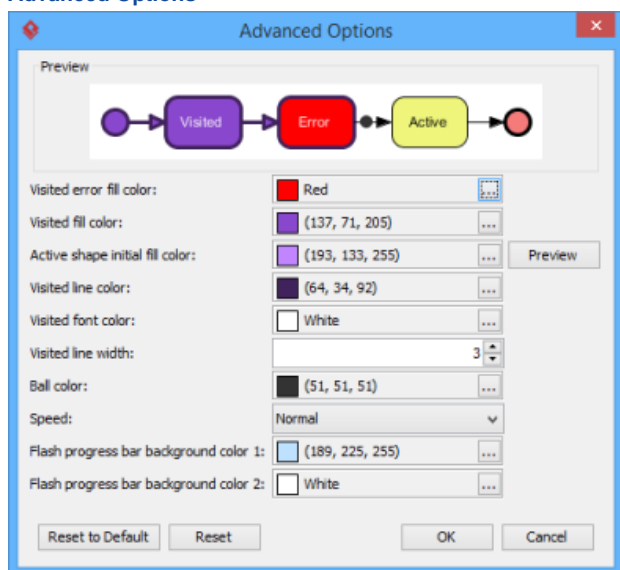 Advanced Options
Advanced Options
Preview
Visited Error Active
Visited error fill color: Red ...
Visited fill color: (137, 71, 205) ...
Active shape initial fill color: (193, 133, 255) ... Preview
Visited line color: (64, 34, 92) ...
Visited font color: White ...
Visited line width: 3
Ball color: (51, 51, 51) ...
Speed: Normal
Flash progress bar background color 1: (189, 225, 255) ...
Flash progress bar background color 2: White ...
Reset to Default Reset OK Cancel